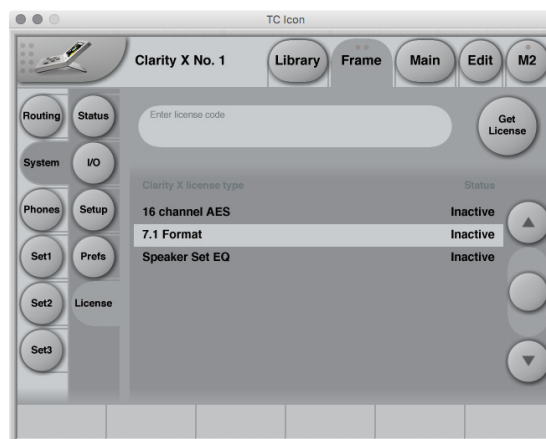 TC Icon
Clarity X No. 1
Library
Frame
Main
Edit
M2
Routing
Status
Enter license code
Get
License
System
I/O
Clarity X license type Status
Phones
Setup
16 channel AES Inactive
7.1 Format Inactive
Speaker Set EQ Inactive
Set1
Prefs
Set2
License
Set3